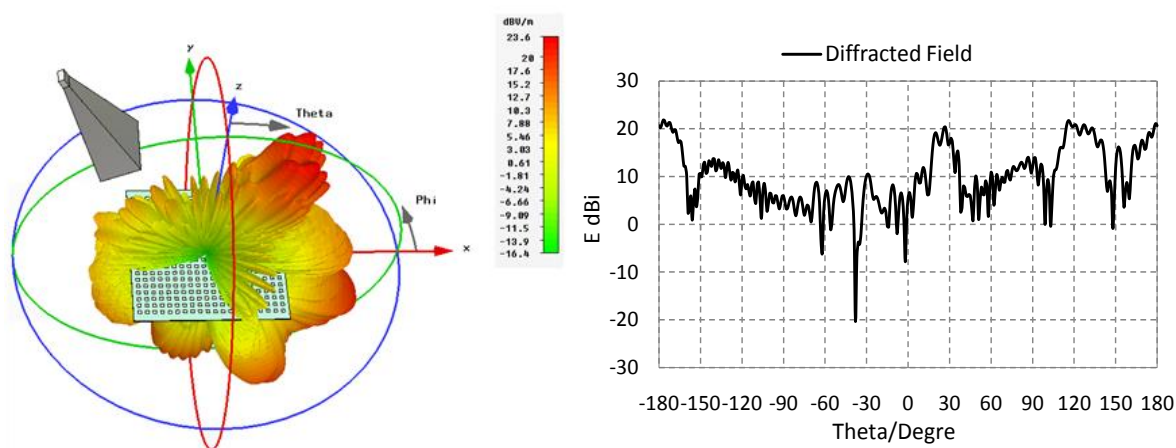 dBV/m
23.6
20
17.6
15.2
12.7
10.3
7.88
5.46
3.03
0.61
-1.81
-4.24
-6.66
-9.09
-11.5
-13.9
-16.4
y
z
Theta
Phi
x
Diffracted Field
30
20
10
0
-10
-20
-30
E dBi
-180 -150 -120 -90 -60 -30 0 30 60 90 120 150 180
Theta/Degre